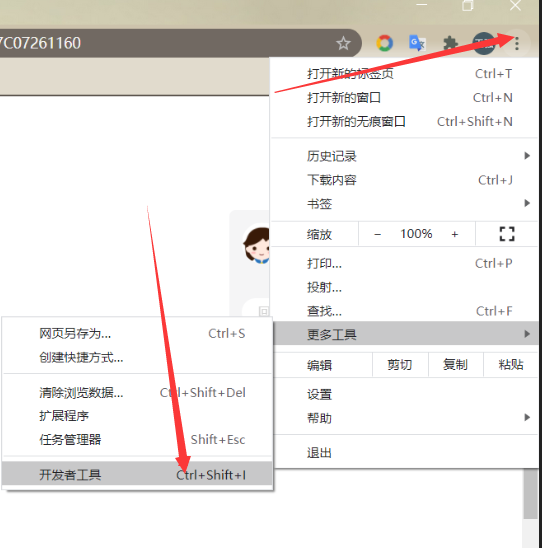 7C07261160
打开新的标签页 Ctrl+T
打开新的窗口 Ctrl+N
打开新的无痕窗口 Ctrl+Shift+N
历史记录
下载内容 Ctrl+J
书签
缩放 − 100% +
打印... Ctrl+P
投射...
查找... Ctrl+F
更多工具
编辑 剪切 复制 粘贴
设置
帮助
退出
网页另存为... Ctrl+S
创建快捷方式...
清除浏览数据... Ctrl+Shift+Del
扩展程序
任务管理器 Shift+Esc
开发者工具 Ctrl+Shift+I